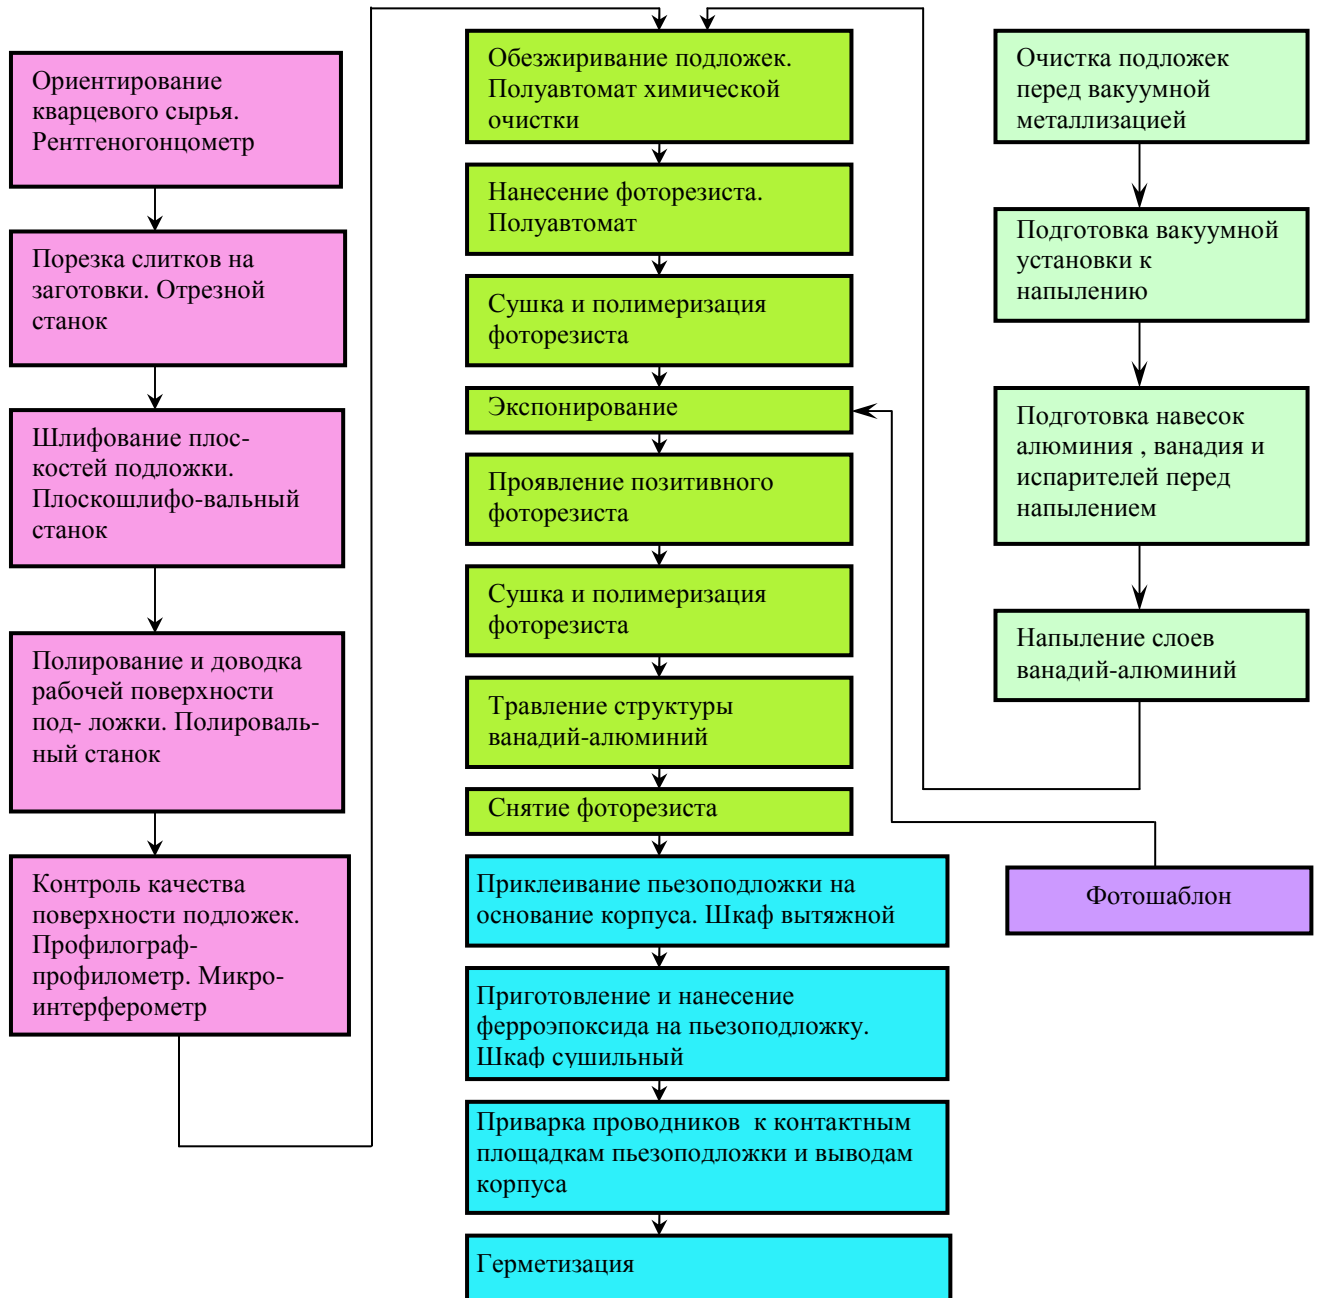 Ориентирование
кварцевого сырья.
Рентгеногонцометр
Порезка слитков на
заготовки. Отрезной
станок
Шлифование плос-
костей подложки.
Плоскошлифо-вальный
станок
Полирование и доводка
рабочей поверхности
под- ложки. Полироваль-
ный станок
Контроль качества
поверхности подложек.
Профилограф-
профилометр. Микро-
интерферометр
Обезжиривание подложек.
Полуавтомат химической
очистки
Нанесение фоторезиста.
Полуавтомат
Сушка и полимеризация
фоторезиста
Экспонирование
Проявление позитивного
фоторезиста
Сушка и полимеризация
фоторезиста
Травление структуры
ванадий-алюминий
Снятие фоторезиста
Приклеивание пьезоподложки на
основание корпуса. Шкаф вытяжной
Приготовление и нанесение
ферроэпоксида на пьезоподложку.
Шкаф сушильный
Приварка проводников к контактным
площадкам пьезоподложки и выводам
корпуса
Герметизация
Очистка подложек
перед вакуумной
металлизацией
Подготовка вакуумной
установки к
напылению
Подготовка навесок
алюминия , ванадия и
испарителей перед
напылением
Напыление слоев
ванадий-алюминий
Фотошаблон